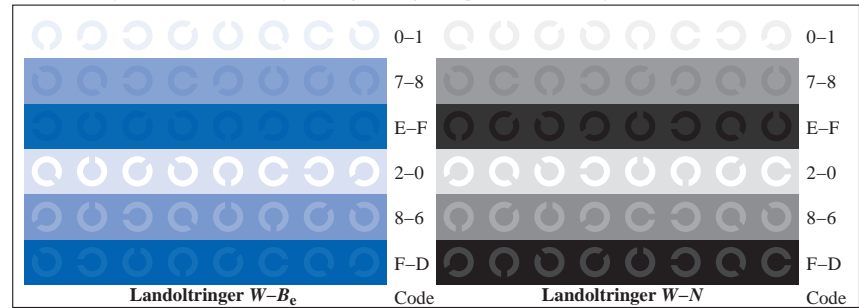 0–1 0–1
7–8 7–8
E–F E–F
2–0 2–0
8–6 8–6
F–D F–D
Landoltringer W–Be Code Landoltringer W–N Code